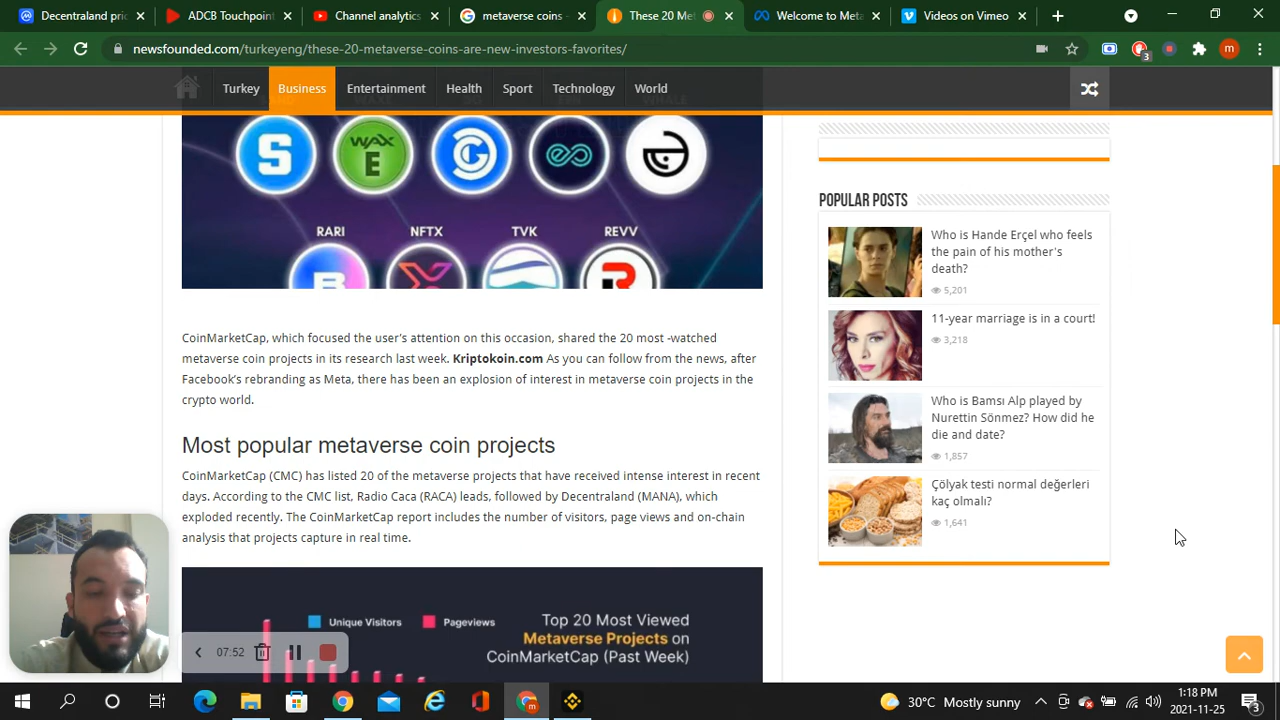 Decentraland pric
ADCB Touchpoint
Channel analytics
metaverse coins -
These 20 Met
Welcome to Meta
Videos on Vimeo
newsfounded.com/turkeyeng/these-20-metaverse-coins-are-new-investors-favorites/
3
m
Turkey
Business
Entertainment
Health
Sport
Technology
World
WHALE
S
WAX
E
RARI
NFTX
TVK
REVV
CoinMarketCap, which focused the user's attention on this occasion, shared the 20 most -watched
metaverse coin projects in its research last week. Kriptokoin.com As you can follow from the news, after
Facebook's rebranding as Meta, there has been an explosion of interest in metaverse coin projects in the
crypto world.
Most popular metaverse coin projects
CoinMarketCap (CMC) has listed 20 of the metaverse projects that have received intense interest in recent
days. According to the CMC list, Radio Caca (RACA) leads, followed by Decentraland (MANA), which
exploded recently. The CoinMarketCap report includes the number of visitors, page views and on-chain
analysis that projects capture in real time.
Unique Visitors
Pageviews
Top 20 Most Viewed
Metaverse Projects on
CoinMarketCap (Past Week)
POPULAR POSTS
Who is Hande Erçel who feels
the pain of his mother's
death?
5,201
11-year marriage is in a court!
3,218
Who is Bamsı Alp played by
Nurettin Sönmez? How did he
die and date?
1,857
Çölyak testi normal değerleri
kaç olmalı?
1,641
07:52
30°C Mostly sunny
1:18 PM
2021-11-25
3